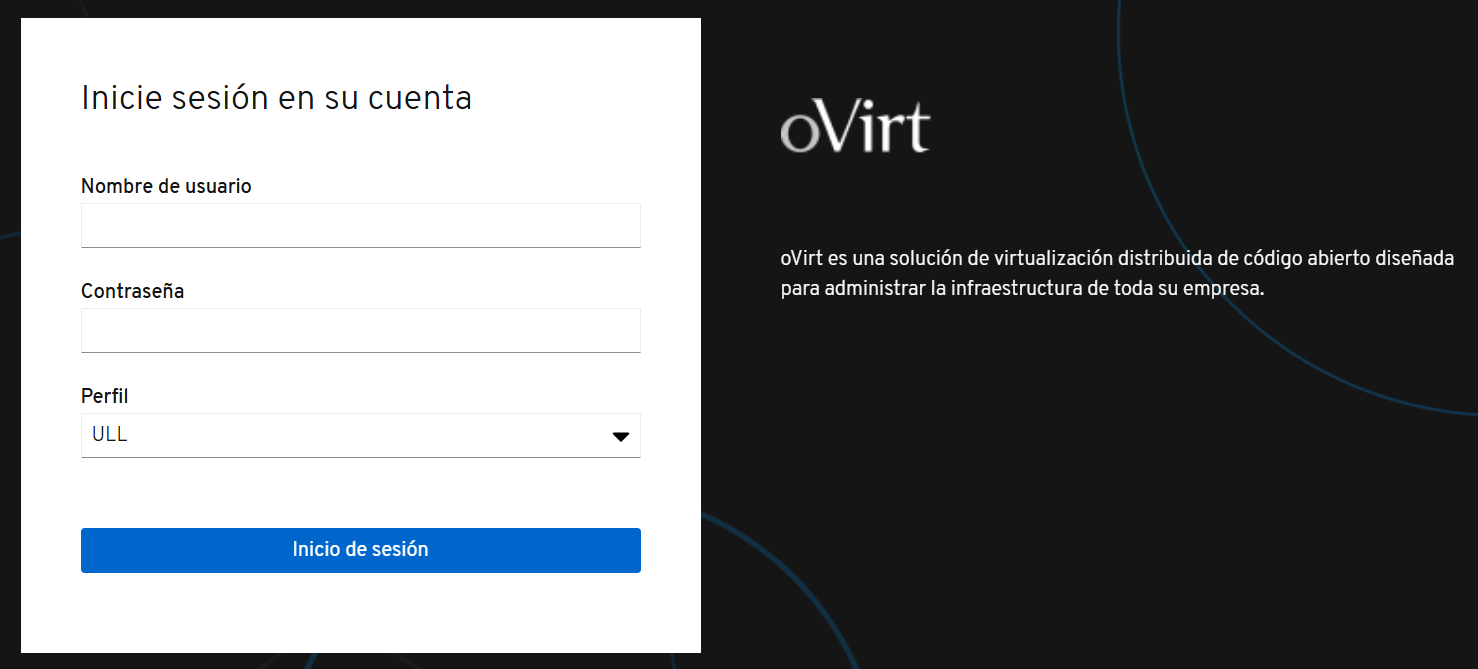 Inicie sesión en su cuenta
Nombre de usuario
Contraseña
Perfil
ULL
Inicio de sesión
oVirt
oVirt es una solución de virtualización distribuida de código abierto diseñada
para administrar la infraestructura de toda su empresa.